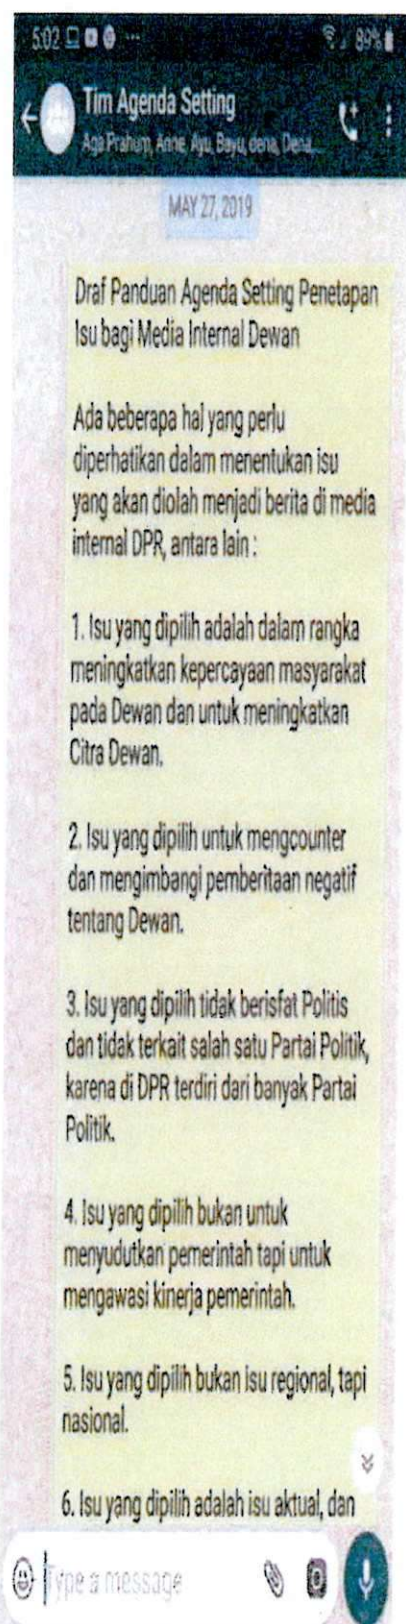 5:02 ... 89%
Tim Agenda Setting
Aga Praharp, Anne, Ayu, Bayu, dena, Dena...
MAY 27, 2019
Draf Panduan Agenda Setting Penetapan
Isu bagi Media Internal Dewan
Ada beberapa hal yang perlu
diperhatikan dalam menentukan isu
yang akan diolah menjadi berita di media
internal DPR, antara lain :
1. Isu yang dipilih adalah dalam rangka
meningkatkan kepercayaan masyarakat
pada Dewan dan untuk meningkatkan
Citra Dewan.
2. Isu yang dipilih untuk mengcounter
dan mengimbangi pemberitaan negatif
tentang Dewan.
3. Isu yang dipilih tidak berisfat Politis
dan tidak terkait salah satu Partai Politik,
karena di DPR terdiri dari banyak Partai
Politik.
4. Isu yang dipilih bukan untuk
menyudutkan pemerintah tapi untuk
mengawasi kinerja pemerintah.
5. Isu yang dipilih bukan isu regional, tapi
nasional.
6. Isu yang dipilih adalah isu aktual, dan
Type a message